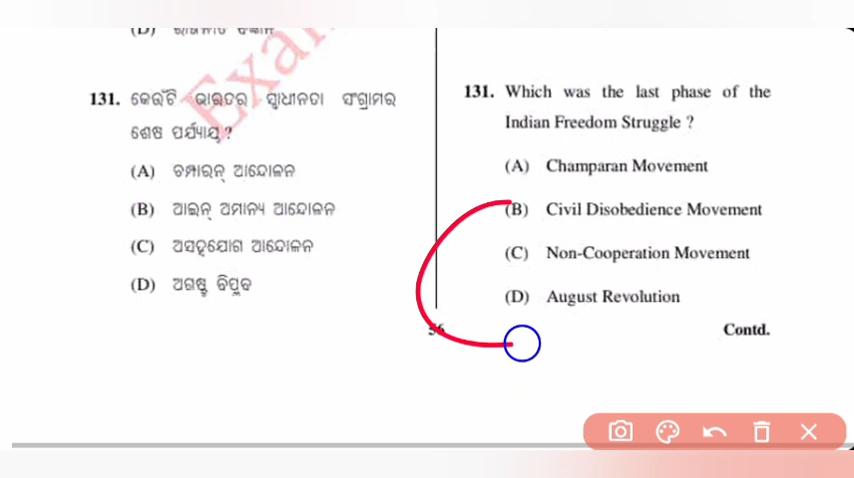 131. କେଉଁଟି ଭାରତର ସ୍ୱାଧୀନତା ସଂଗ୍ରାମର
ଶେଷ ପର୍ଯ୍ୟାୟ ?
(A) ଚମ୍ପାରନ୍ ଆନ୍ଦୋଳନ
(B) ଆଇନ୍ ଅମାନ୍ୟ ଆନ୍ଦୋଳନ
(C) ଅସହଯୋଗ ଆନ୍ଦୋଳନ
(D) ଅଗଷ୍ଟ ବିପ୍ଳବ
131. Which was the last phase of the
Indian Freedom Struggle ?
(A) Champaran Movement
(B) Civil Disobedience Movement
(C) Non-Cooperation Movement
(D) August Revolution
56
Contd.
Exa